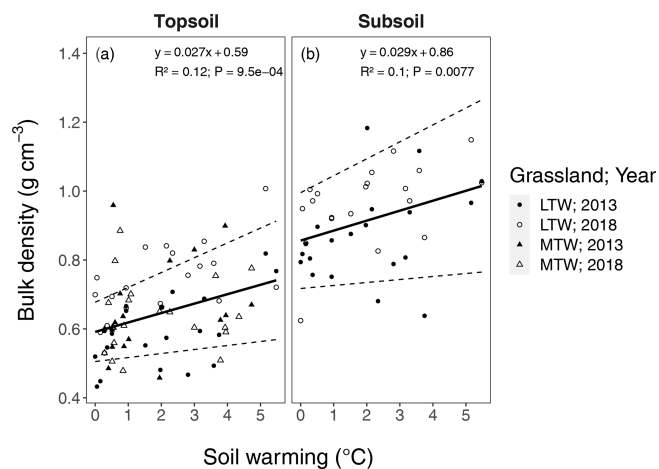 Topsoil
Subsoil
(a)
y = 0.027x + 0.59
R² = 0.12; P = 9.5e−04
(b)
y = 0.029x + 0.86
R² = 0.1; P = 0.0077
1.4
1.2
1.0
0.8
0.6
0.4
Bulk density (g cm⁻³)
0 1 2 3 4 5
0 1 2 3 4 5
Soil warming (°C)
Grassland; Year
LTW; 2013
LTW; 2018
MTW; 2013
MTW; 2018